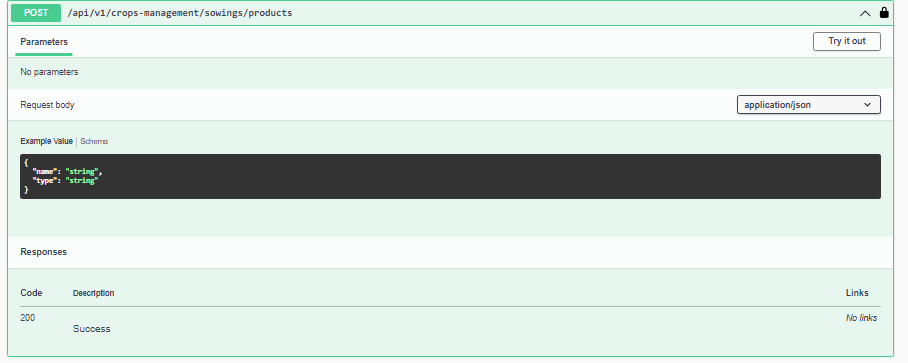 POST /api/v1/crops-management/sowings/products
Parameters Try it out
No parameters
Request body application/json
Example Value | Schema
{
"name": "string",
"type": "string"
}
Responses
Code Description Links
200 Success No links